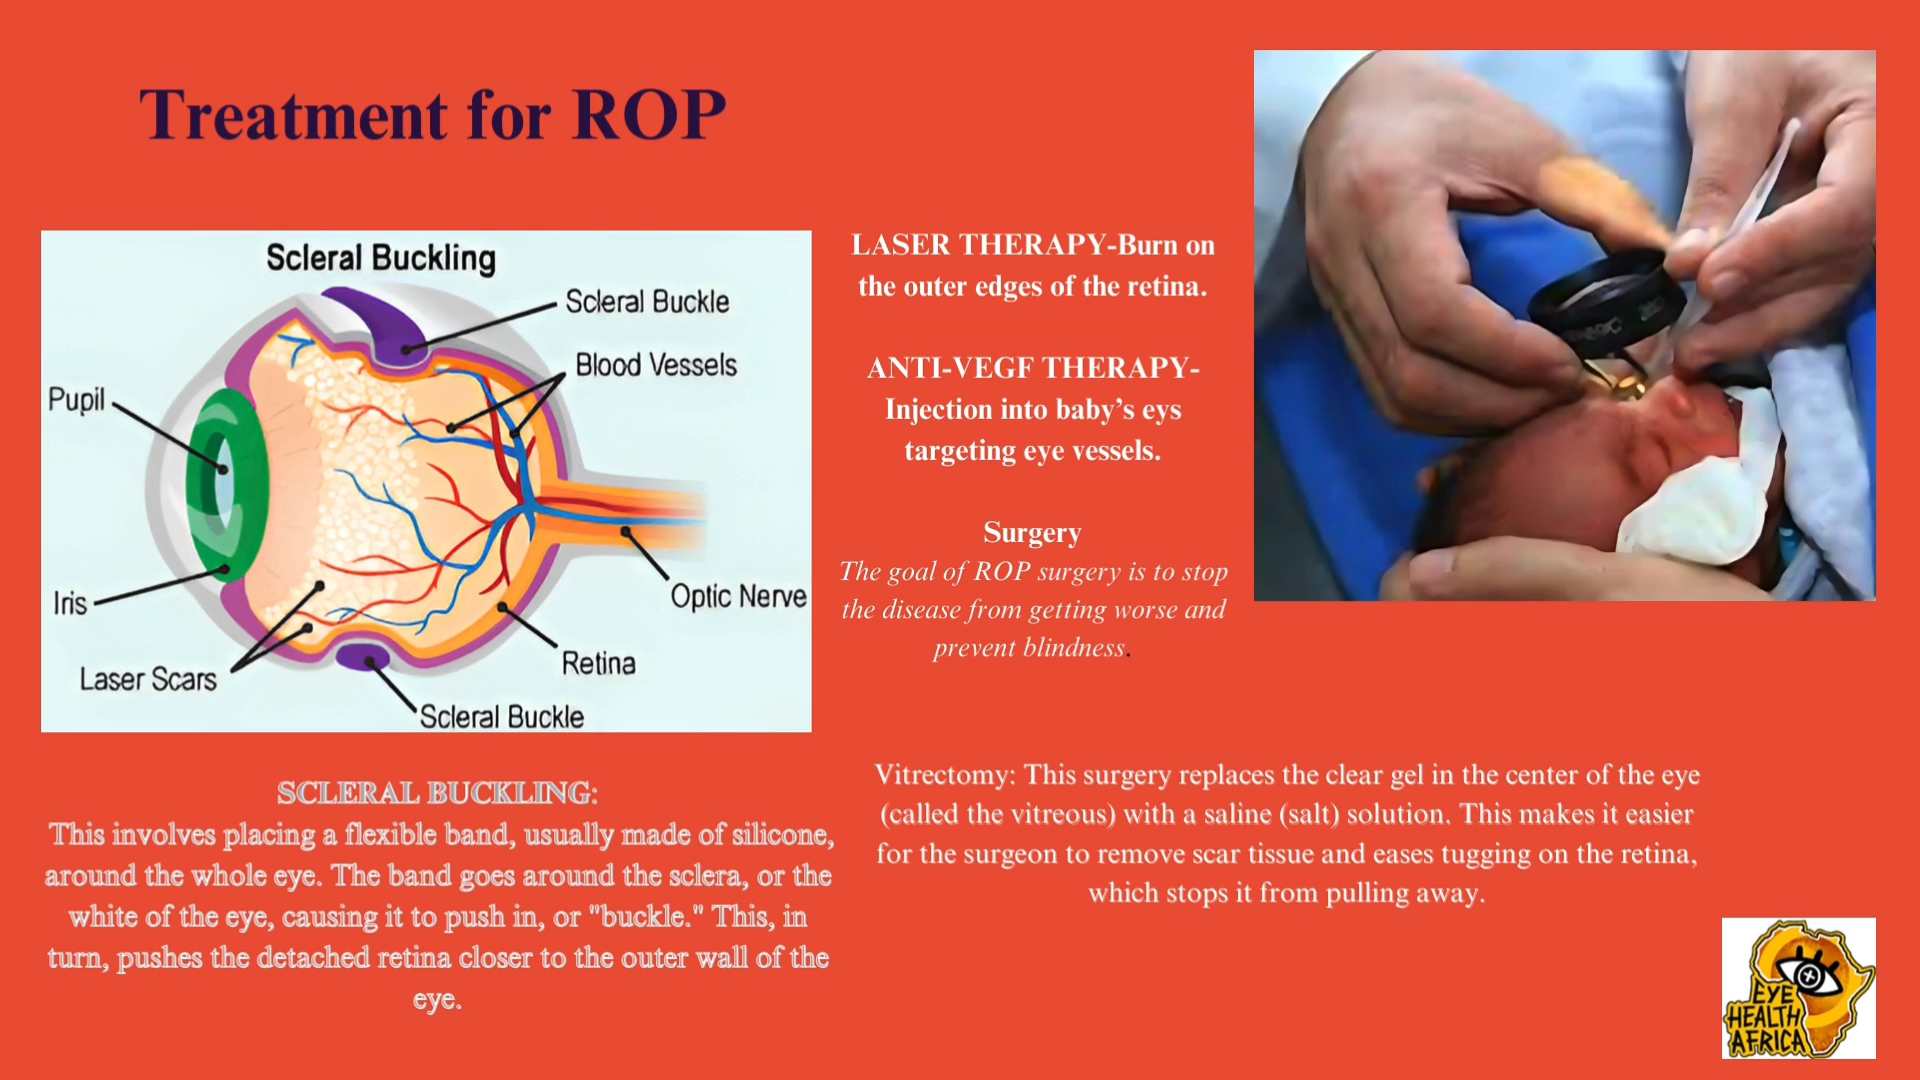 Treatment for ROP
Scleral Buckling
Scleral Buckle
Blood Vessels
Pupil
Optic Nerve
Iris
Retina
Laser Scars
Scleral Buckle
LASER THERAPY-Burn on
the outer edges of the retina.
ANTI-VEGF THERAPY-
Injection into baby’s eys
targeting eye vessels.
Surgery
The goal of ROP surgery is to stop
the disease from getting worse and
prevent blindness.
SCLERAL BUCKLING:
This involves placing a flexible band, usually made of silicone,
around the whole eye. The band goes around the sclera, or the
white of the eye, causing it to push in, or "buckle." This, in
turn, pushes the detached retina closer to the outer wall of the
eye.
Vitrectomy: This surgery replaces the clear gel in the center of the eye
(called the vitreous) with a saline (salt) solution. This makes it easier
for the surgeon to remove scar tissue and eases tugging on the retina,
which stops it from pulling away.
EYE
HEALTH
AFRICA